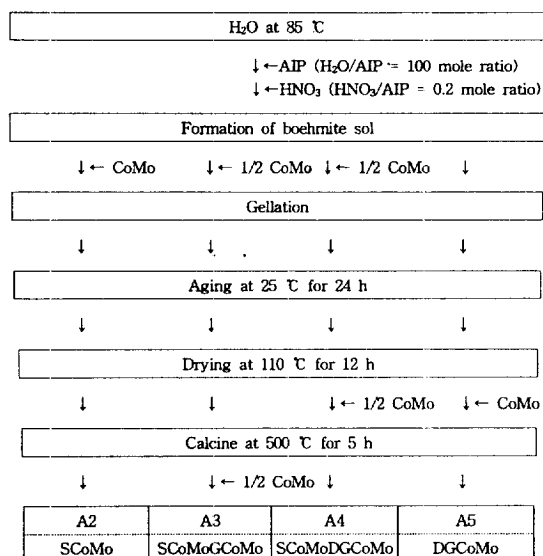 H₂O at 85 ℃
↓←AIP (H₂O/AIP = 100 mole ratio)
↓←HNO₃ (HNO₃/AIP = 0.2 mole ratio)
Formation of boehmite sol
↓← CoMo ↓← 1/2 CoMo ↓← 1/2 CoMo ↓
Gellation
↓ ↓ ↓ ↓
Aging at 25 ℃ for 24 h
↓ ↓ ↓ ↓
Drying at 110 ℃ for 12 h
↓ ↓ ↓← 1/2 CoMo ↓← CoMo
Calcine at 500 ℃ for 5 h
↓ ↓← 1/2 CoMo ↓ ↓
A2 A3 A4 A5
SCoMo SCoMoGCoMo SCoMoDGCoMo DGCoMo